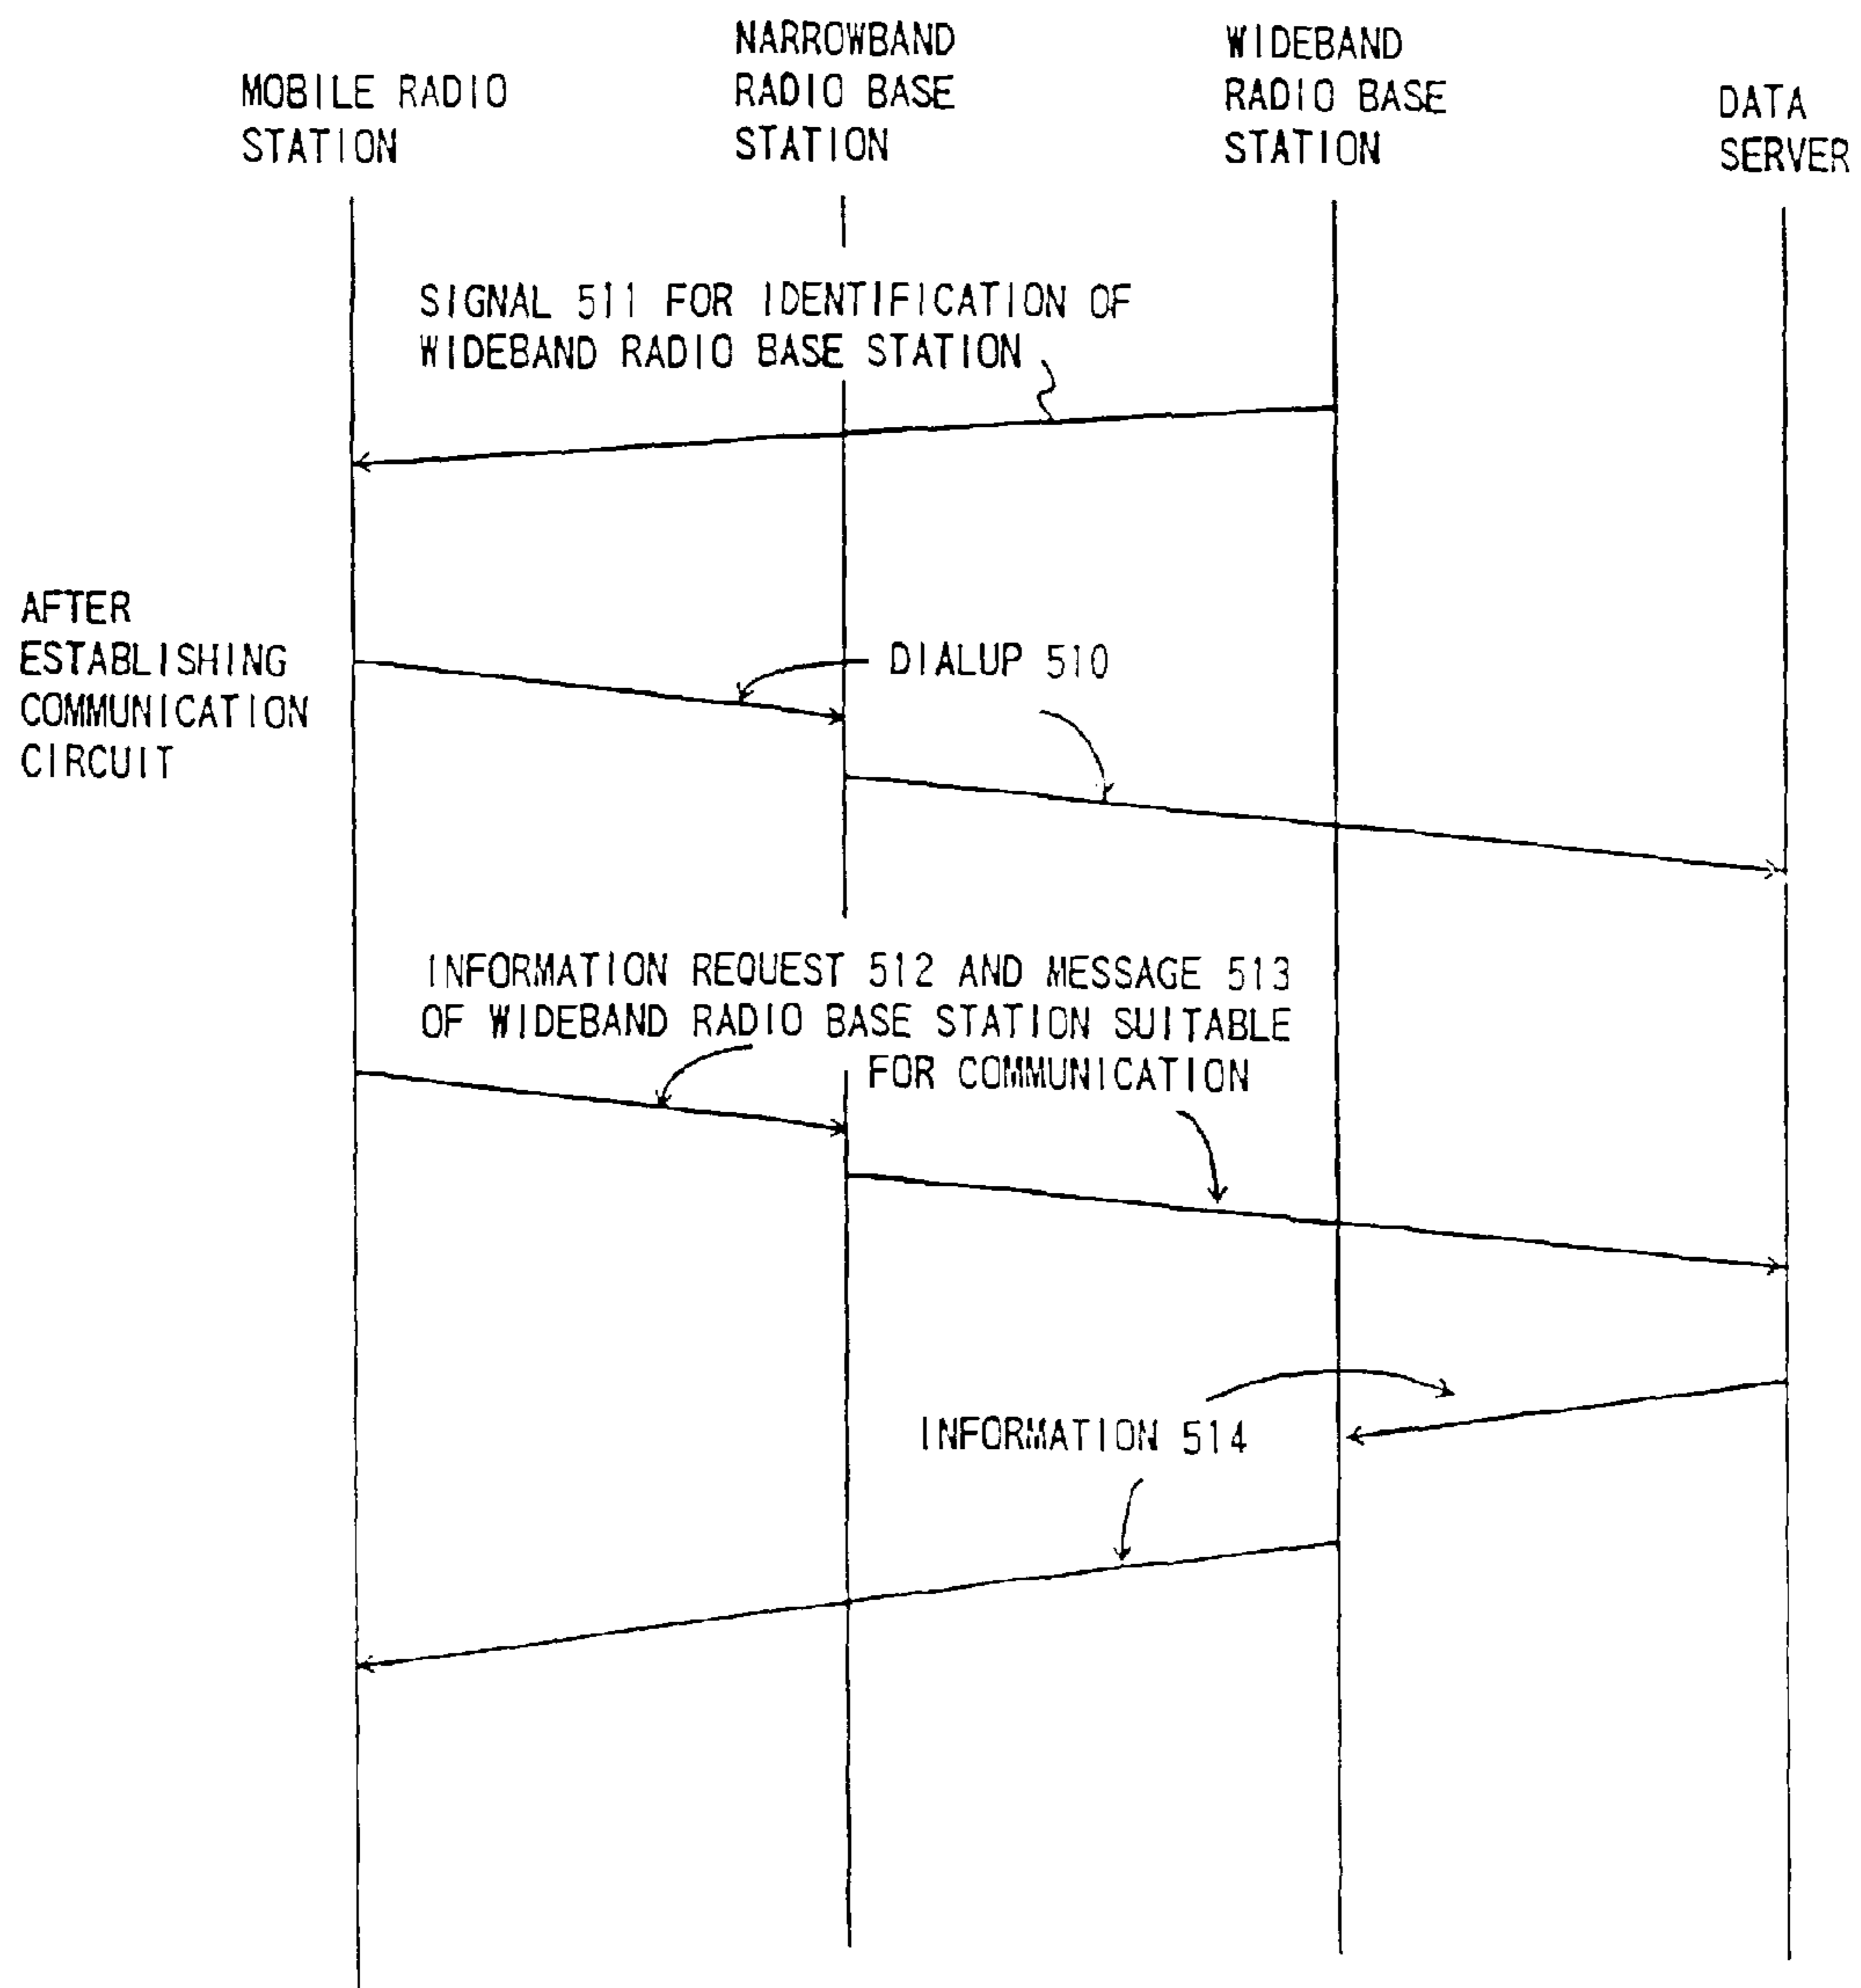 MOBILE RADIO
STATION
NARROWBAND
RADIO BASE
STATION
WIDEBAND
RADIO BASE
STATION
DATA
SERVER
SIGNAL 511 FOR IDENTIFICATION OF
WIDEBAND RADIO BASE STATION
AFTER
ESTABLISHING
COMMUNICATION
CIRCUIT
DIALUP 510
INFORMATION REQUEST 512 AND MESSAGE 513
OF WIDEBAND RADIO BASE STATION SUITABLE
FOR COMMUNICATION
INFORMATION 514